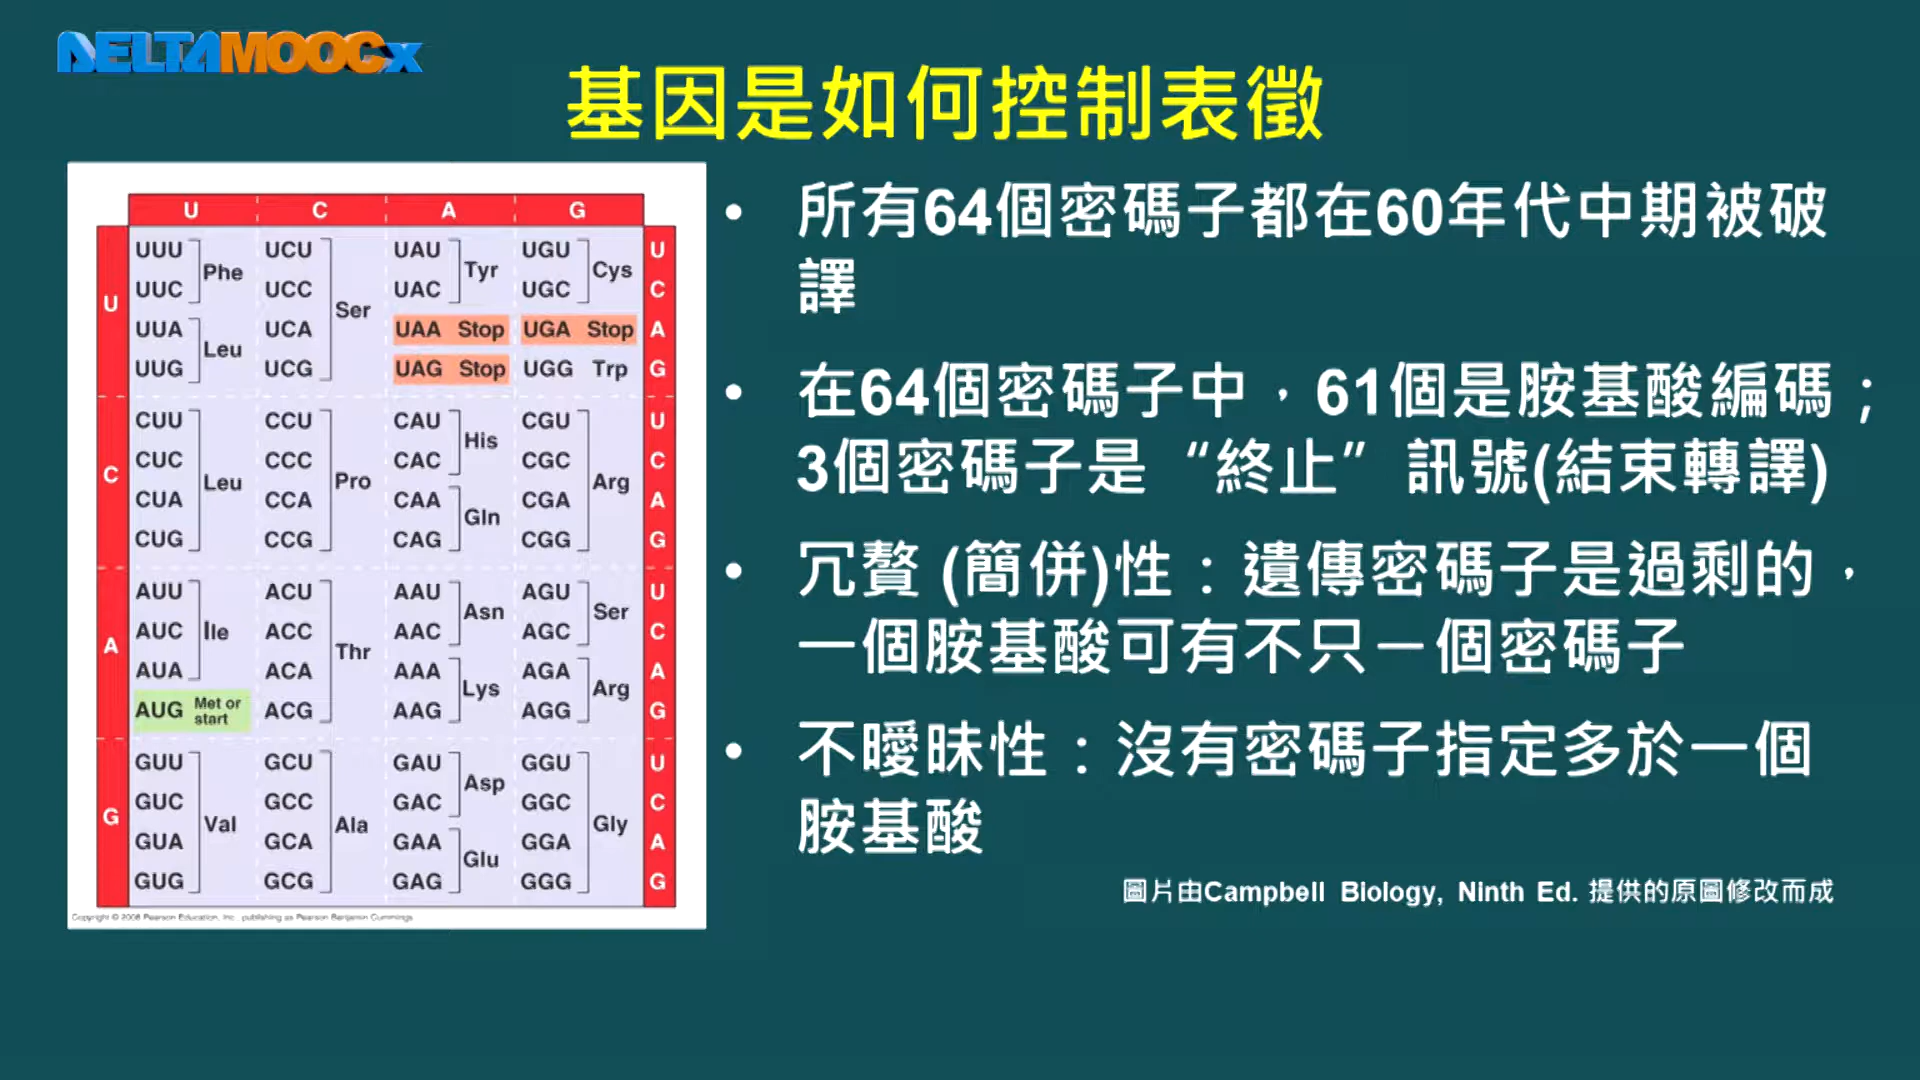 DELTAMOOCx
基因是如何控制表徵
U C A G
U
UUU
UUC
Phe
UUA
UUG
Leu
UCU
UCC
UCA
UCG
Ser
UAU
UAC
Tyr
UAA Stop
UAG Stop
UGU
UGC
Cys
UGA Stop
UGG Trp
U
C
A
G
C
CUU
CUC
CUA
CUG
Leu
CCU
CCC
CCA
CCG
Pro
CAU
CAC
His
CAA
CAG
Gln
CGU
CGC
CGA
CGG
Arg
U
C
A
G
A
AUU
AUC
AUA
Ile
AUG Met or
start
ACU
ACC
ACA
ACG
Thr
AAU
AAC
Asn
AAA
AAG
Lys
AGU
AGC
Ser
AGA
AGG
Arg
U
C
A
G
G
GUU
GUC
GUA
GUG
Val
GCU
GCC
GCA
GCG
Ala
GAU
GAC
Asp
GAA
GAG
Glu
GGU
GGC
GGA
GGG
Gly
U
C
A
G
Copyright © 2008 Pearson Education, Inc., publishing as Pearson Benjamin Cummings
• 所有64個密碼子都在60年代中期被破
譯
• 在64個密碼子中，61個是胺基酸編碼；
3個密碼子是“終止”訊號(結束轉譯)
• 冗贅 (簡併)性：遺傳密碼子是過剩的，
一個胺基酸可有不只一個密碼子
• 不曖昧性：沒有密碼子指定多於一個
胺基酸
圖片由Campbell Biology, Ninth Ed. 提供的原圖修改而成